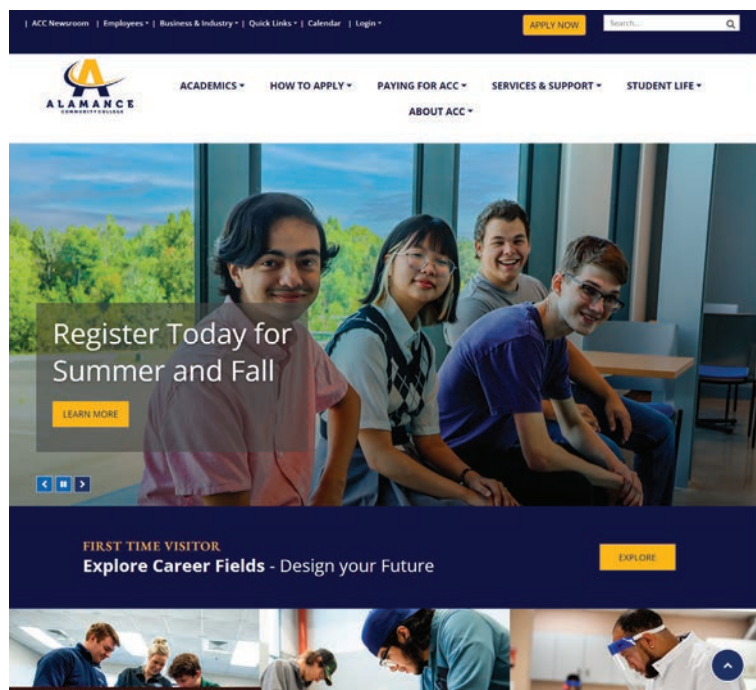 | ACC Newsroom | Employees | Business & Industry | Quick Links | Calendar | Login
APPLY NOW
Search...
ALAMANCE
COMMUNITY COLLEGE
ACADEMICS
HOW TO APPLY
PAYING FOR ACC
SERVICES & SUPPORT
STUDENT LIFE
ABOUT ACC
Register Today for
Summer and Fall
LEARN MORE
FIRST TIME VISITOR
Explore Career Fields - Design your Future
EXPLORE